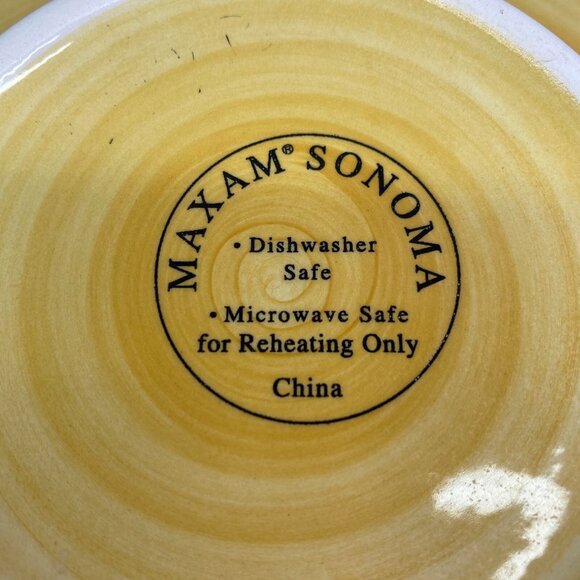 MAXAM® SONOMA
• Dishwasher
Safe
• Microwave Safe
for Reheating Only
China